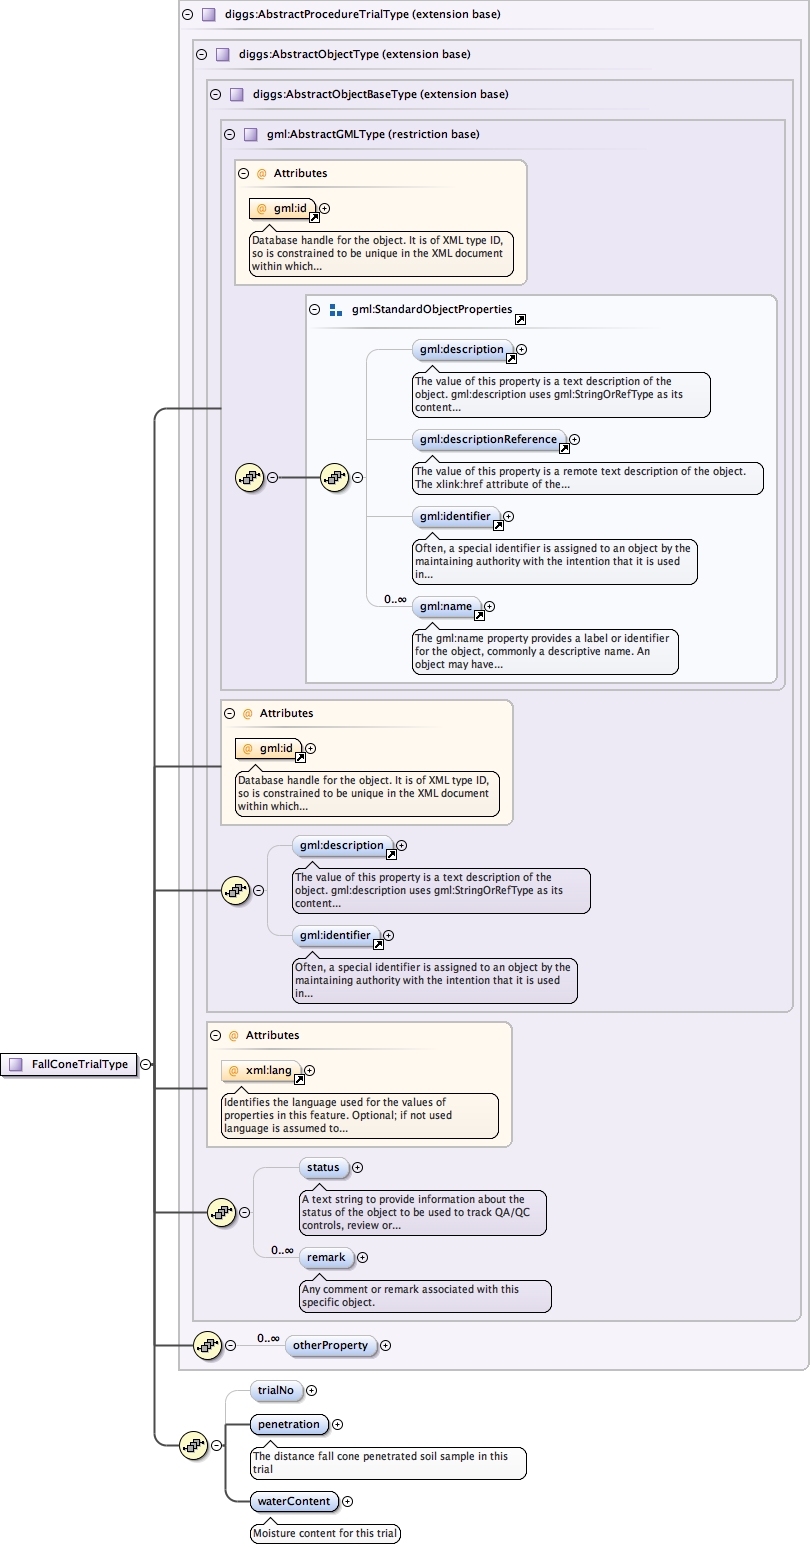 diggs:AbstractProcedureTrialType (extension base)
diggs:AbstractObjectType (extension base)
diggs:AbstractObjectBaseType (extension base)
gml:AbstractGMLType (restriction base)
@ Attributes
@ gml:id
Database handle for the object. It is of XML type ID,
so is constrained to be unique in the XML document
within which...
gml:StandardObjectProperties
gml:description
The value of this property is a text description of the
object. gml:description uses gml:StringOrRefType as its
content...
gml:descriptionReference
The value of this property is a remote text description of the object.
The xlink:href attribute of the...
gml:identifier
Often, a special identifier is assigned to an object by the
maintaining authority with the intention that it is used
in...
0..∞ gml:name
The gml:name property provides a label or identifier
for the object, commonly a descriptive name. An
object may have...
@ Attributes
@ gml:id
Database handle for the object. It is of XML type ID,
so is constrained to be unique in the XML document
within which...
gml:description
The value of this property is a text description of the
object. gml:description uses gml:StringOrRefType as its
content...
gml:identifier
Often, a special identifier is assigned to an object by the
maintaining authority with the intention that it is used
in...
@ Attributes
FallConeTrialType
@ xml:lang
Identifies the language used for the values of
properties in this feature. Optional; if not used
language is assumed to...
status
A text string to provide information about the
status of the object to be used to track QA/QC
controls, review or...
0..∞ remark
Any comment or remark associated with this
specific object.
0..∞ otherProperty
trialNo
penetration
The distance fall cone penetrated soil sample in this
trial
waterContent
Moisture content for this trial